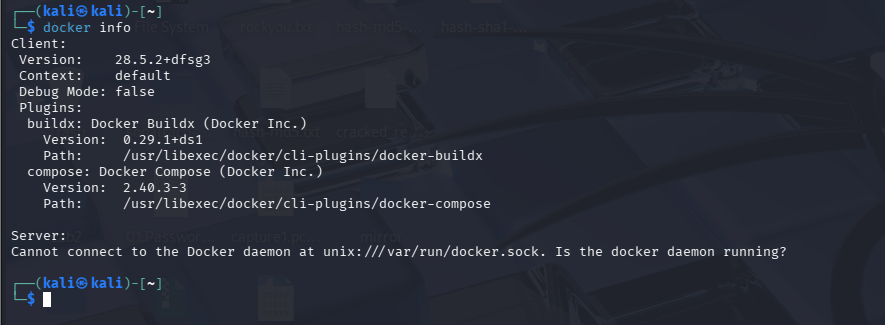 ┌──(kali㉿kali)-[~]
└─$ docker info
Client:
 Version:    28.5.2+dfsg3
 Context:    default
 Debug Mode: false
 Plugins:
  buildx: Docker Buildx (Docker Inc.)
    Version:  0.29.1+ds1
    Path:     /usr/libexec/docker/cli-plugins/docker-buildx
  compose: Docker Compose (Docker Inc.)
    Version:  2.40.3-3
    Path:     /usr/libexec/docker/cli-plugins/docker-compose

Server:
Cannot connect to the Docker daemon at unix:///var/run/docker.sock. Is the docker daemon running?

┌──(kali㉿kali)-[~]
└─$